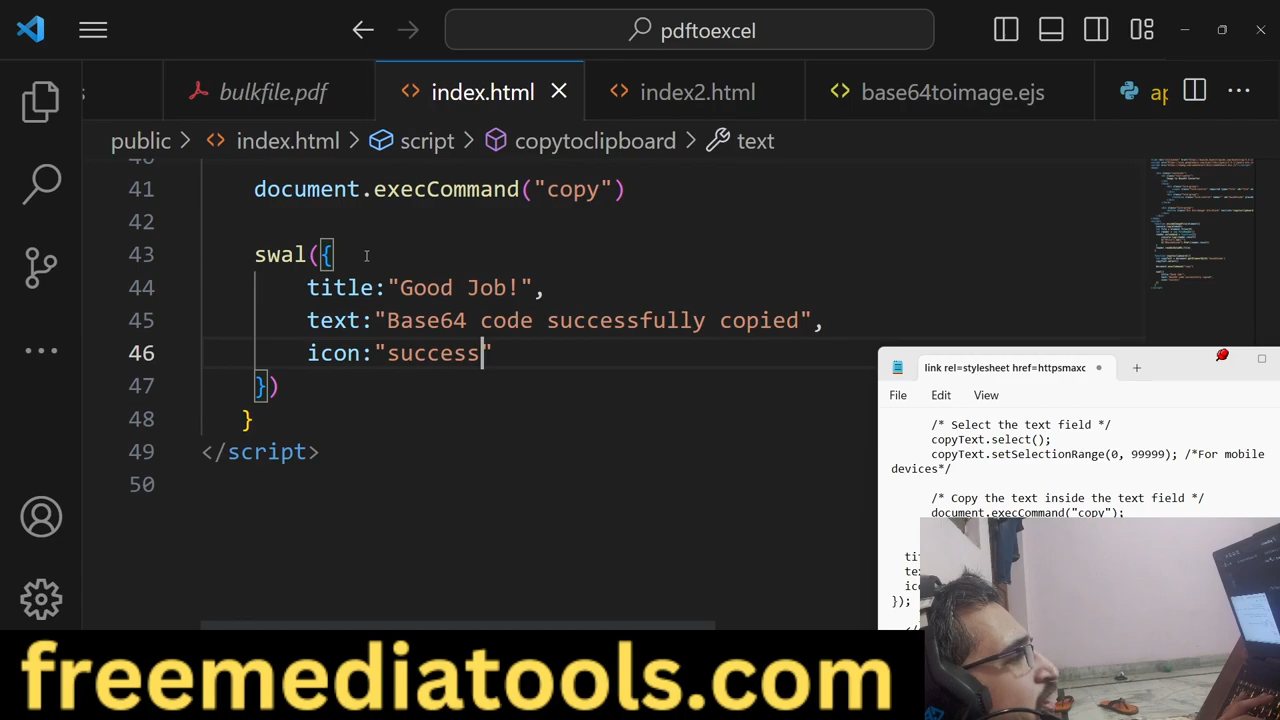 pdftoexcel
bulkfile.pdf
index.html
index2.html
base64toimage.ejs
public > index.html > script > copytoclipboard > text
41 document.execCommand("copy")
42
43 swal({
44 title:"Good Job!",
45 text:"Base64 code successfully copied",
46 icon:"success"
47 })
48 }
49 </script>
50
link rel=stylesheet href=httpsmaxc
File Edit View
/* Select the text field */
copyText.select();
copyText.setSelectionRange(0, 99999); /*For mobile
devices*/
/* Copy the text inside the text field */
document.execCommand("copy");
});
freemediatools.com